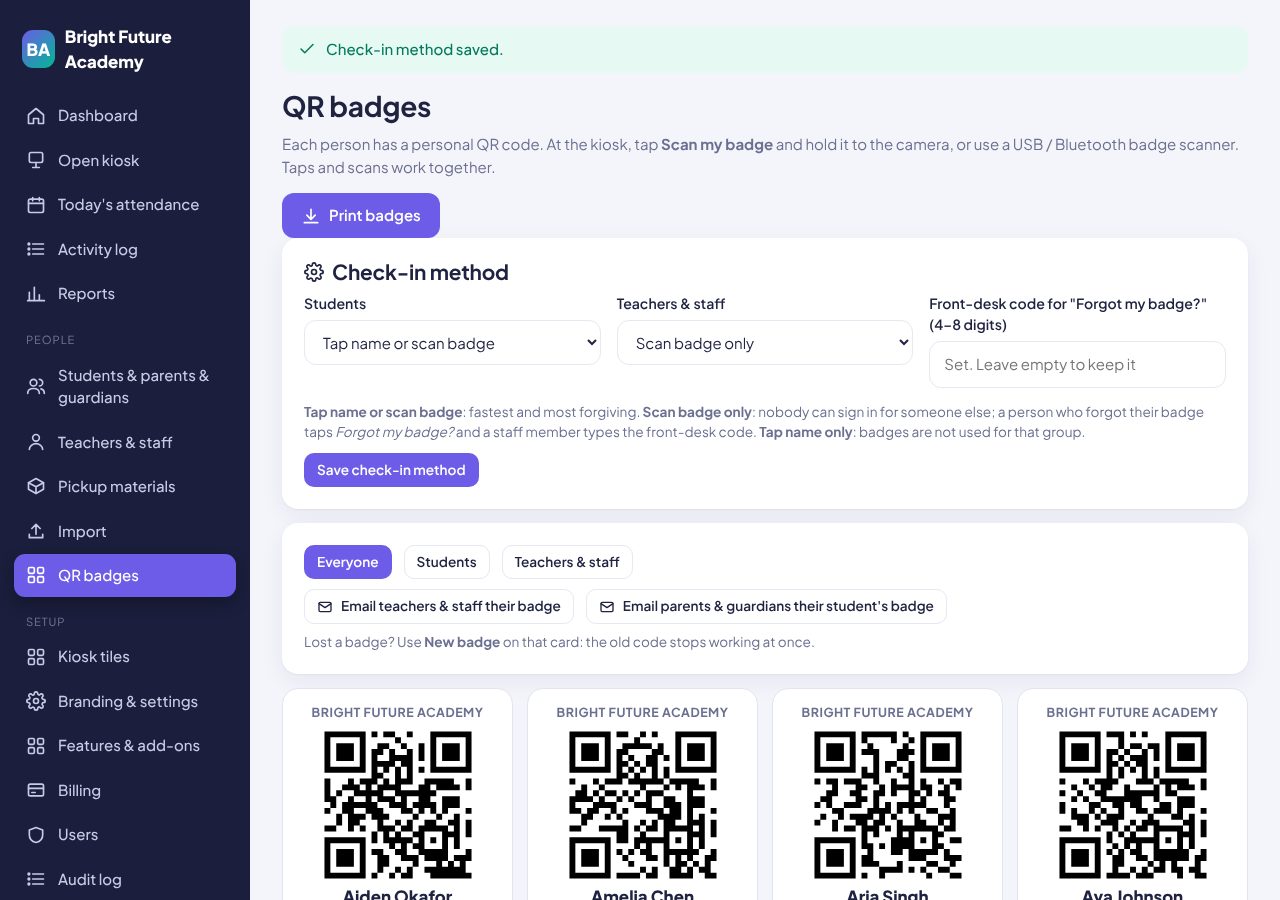 BA
Bright Future
Academy
Dashboard
Open kiosk
Today's attendance
Activity log
Reports
PEOPLE
Students & parents &
guardians
Teachers & staff
Pickup materials
Import
QR badges
SETUP
Kiosk tiles
Branding & settings
Features & add-ons
Billing
Users
Audit log
Check-in method saved.
QR badges
Each person has a personal QR code. At the kiosk, tap Scan my badge and hold it to the camera, or use a USB / Bluetooth badge scanner.
Taps and scans work together.
Print badges
Check-in method
Students
Tap name or scan badge
Teachers & staff
Scan badge only
Front-desk code for "Forgot my badge?"
(4–8 digits)
Set. Leave empty to keep it
Tap name or scan badge: fastest and most forgiving. Scan badge only: nobody can sign in for someone else; a person who forgot their badge
taps Forgot my badge? and a staff member types the front-desk code. Tap name only: badges are not used for that group.
Save check-in method
Everyone
Students
Teachers & staff
Email teachers & staff their badge
Email parents & guardians their student's badge
Lost a badge? Use New badge on that card: the old code stops working at once.
BRIGHT FUTURE ACADEMY
Aiden Okafor
BRIGHT FUTURE ACADEMY
Amelia Chen
BRIGHT FUTURE ACADEMY
Aria Singh
BRIGHT FUTURE ACADEMY
Ava Johnson